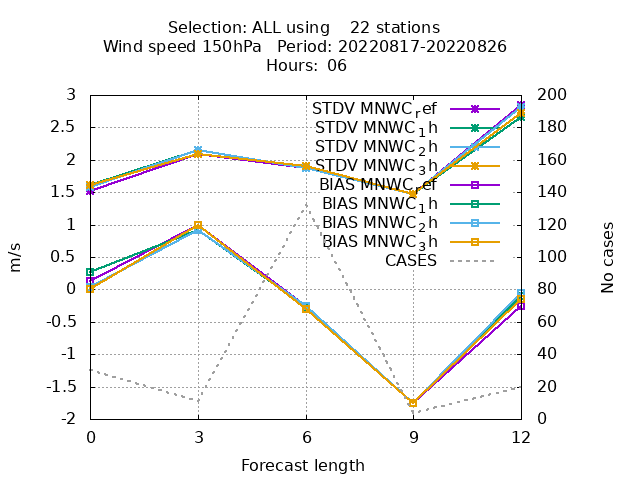 Selection: ALL using 22 stations
Wind speed 150hPa Period: 20220817-20220826
Hours: 06
3
2.5
2
1.5
1
0.5
0
-0.5
-1
-1.5
-2
m/s
STDV MNWC_ref
STDV MNWC_1h
STDV MNWC_2h
STDV MNWC_3h
BIAS MNWC_ref
BIAS MNWC_1h
BIAS MNWC_2h
BIAS MNWC_3h
CASES
200
180
160
140
120
100
80
60
40
20
0
No cases
0 3 6 9 12
Forecast length